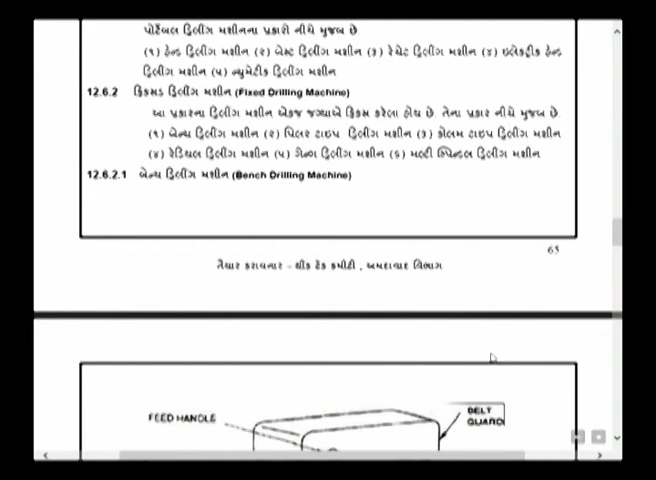 પોર્ટેબલ ડ્રિલીંગ મશીનના પ્રકારો નીચે મુજબ છે
(૧) હેન્ડ ડ્રિલીંગ મશીન (૨) બ્રેસ્ટ ડ્રિલીંગ મશીન (૩) રેચેટ ડ્રિલીંગ મશીન (૪) ઇલેક્ટ્રીક હેન્ડ
ડ્રિલીંગ મશીન (૫) ન્યુમેટીક ડ્રિલીંગ મશીન
12.6.2 ફિક્સડ ડ્રિલીંગ મશીન (Fixed Drilling Machine)
આ પ્રકારના ડ્રિલીંગ મશીન એકજ જગ્યાએ ફિક્સ કરેલા હોય છે. તેના પ્રકાર નીચે મુજબ છે.
(૧) બેન્ચ ડ્રિલીંગ મશીન (૨) પિલર ટાઇપ ડ્રિલીંગ મશીન (૩) કોલમ ટાઇપ ડ્રિલીંગ મશીન
(૪) રેડિયલ ડ્રિલીંગ મશીન (૫) ગેન્ગ ડ્રિલીંગ મશીન (૬) મલ્ટી સ્પિન્ડલ ડ્રિલીંગ મશીન
12.6.2.1 બેન્ચ ડ્રિલીંગ મશીન (Bench Drilling Machine)
65
તૈયાર કરાવનાર - ચીફ ટેક કમીટી , અમદાવાદ વિભાગ
FEED HANDLE
BELT
GUARD